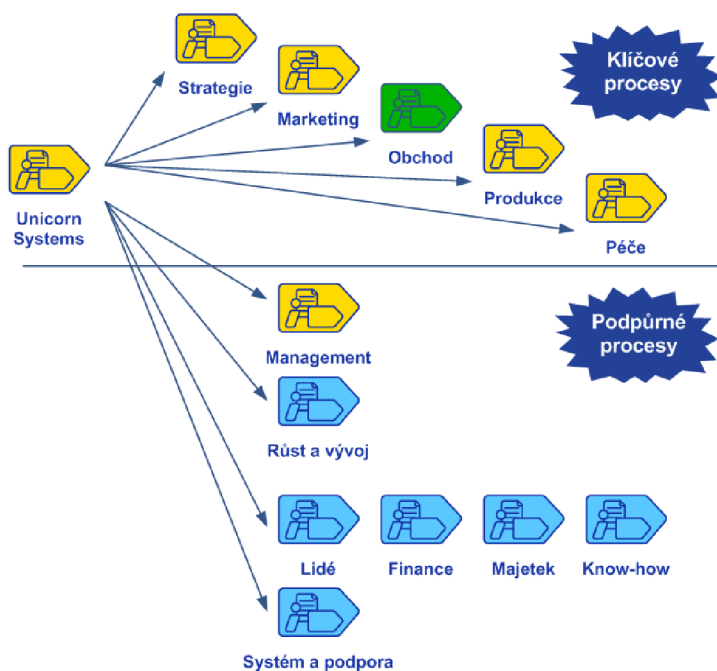 Klíčové
procesy
Strategie
Marketing
Obchod
Produkce
Péče
Unicorn
Systems
Podpůrné
procesy
Management
Růst a vývoj
Lidé
Finance
Majetek
Know-how
Systém a podpora